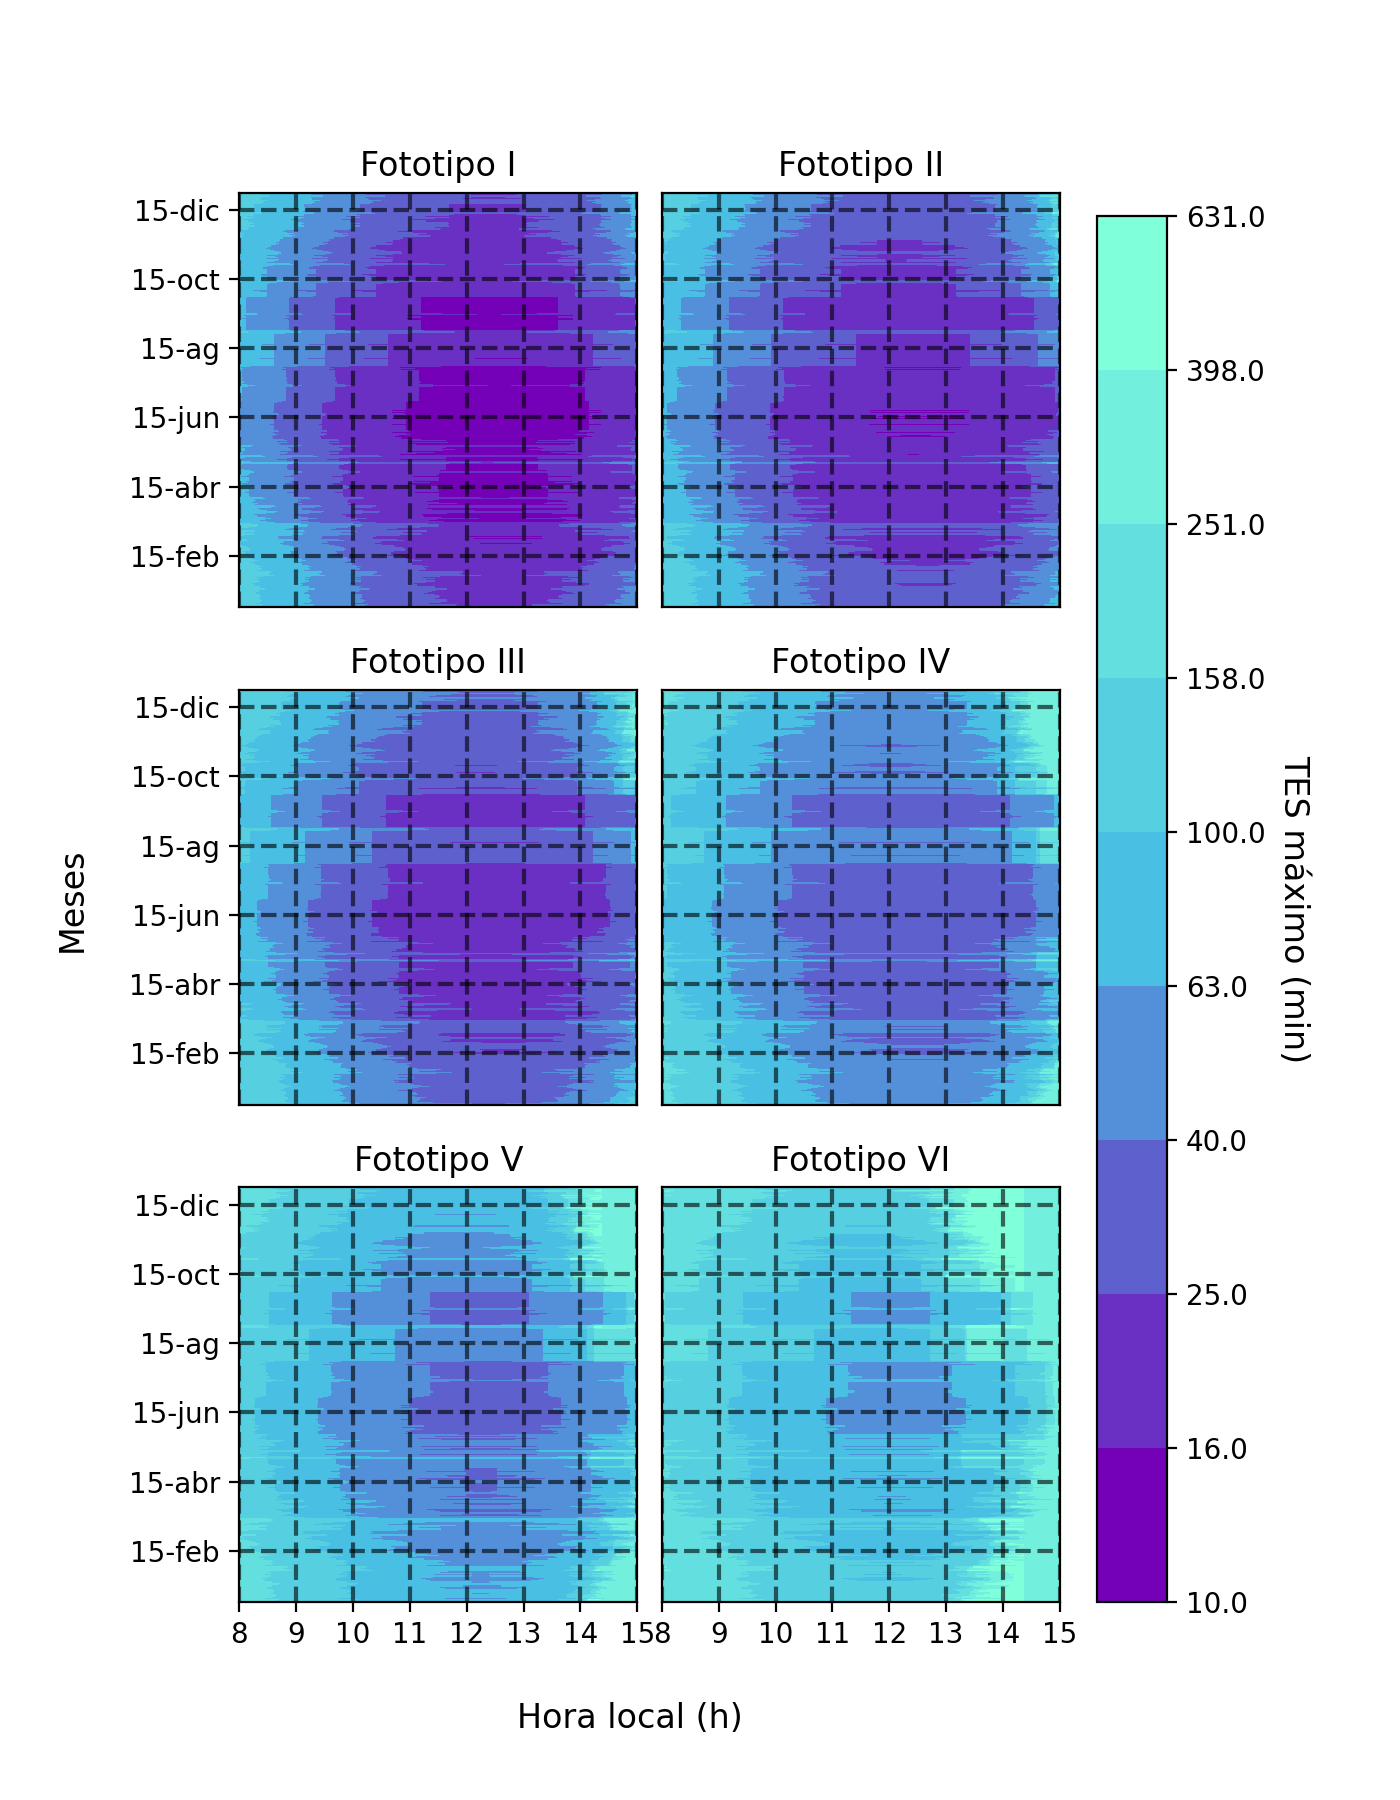 Fototipo I
Fototipo II
15-dic
15-oct
15-ag
15-jun
15-abr
15-feb
Fototipo III
Fototipo IV
15-dic
15-oct
15-ag
15-jun
15-abr
15-feb
Fototipo V
Fototipo VI
15-dic
15-oct
15-ag
15-jun
15-abr
15-feb
8 9 10 11 12 13 14 15
8 9 10 11 12 13 14 15
Meses
Hora local (h)
631.0
398.0
251.0
158.0
100.0
63.0
40.0
25.0
16.0
10.0
TES máximo (min)